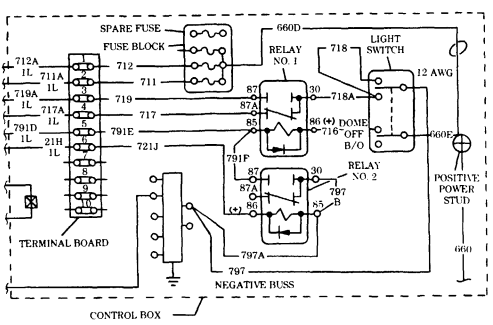 SPARE FUSE
FUSE BLOCK
660D
RELAY
NO. 1
LIGHT
SWITCH
718
12 AWG
712A
1L
711A
1L
719A
1L
717A
1L
791D
1L
21H
1L
1
2
3
4
5
6
7
8
9
10
712
711
719
717
791E
721J
87
87A
85
30
718A
86 (+)
716
DOME
OFF
B/O
660E
791F
87
87A
86
(+)
30
RELAY
NO. 2
797
85
B
POSITIVE
POWER
STUD
TERMINAL BOARD
797A
797
NEGATIVE BUSS
660
CONTROL BOX